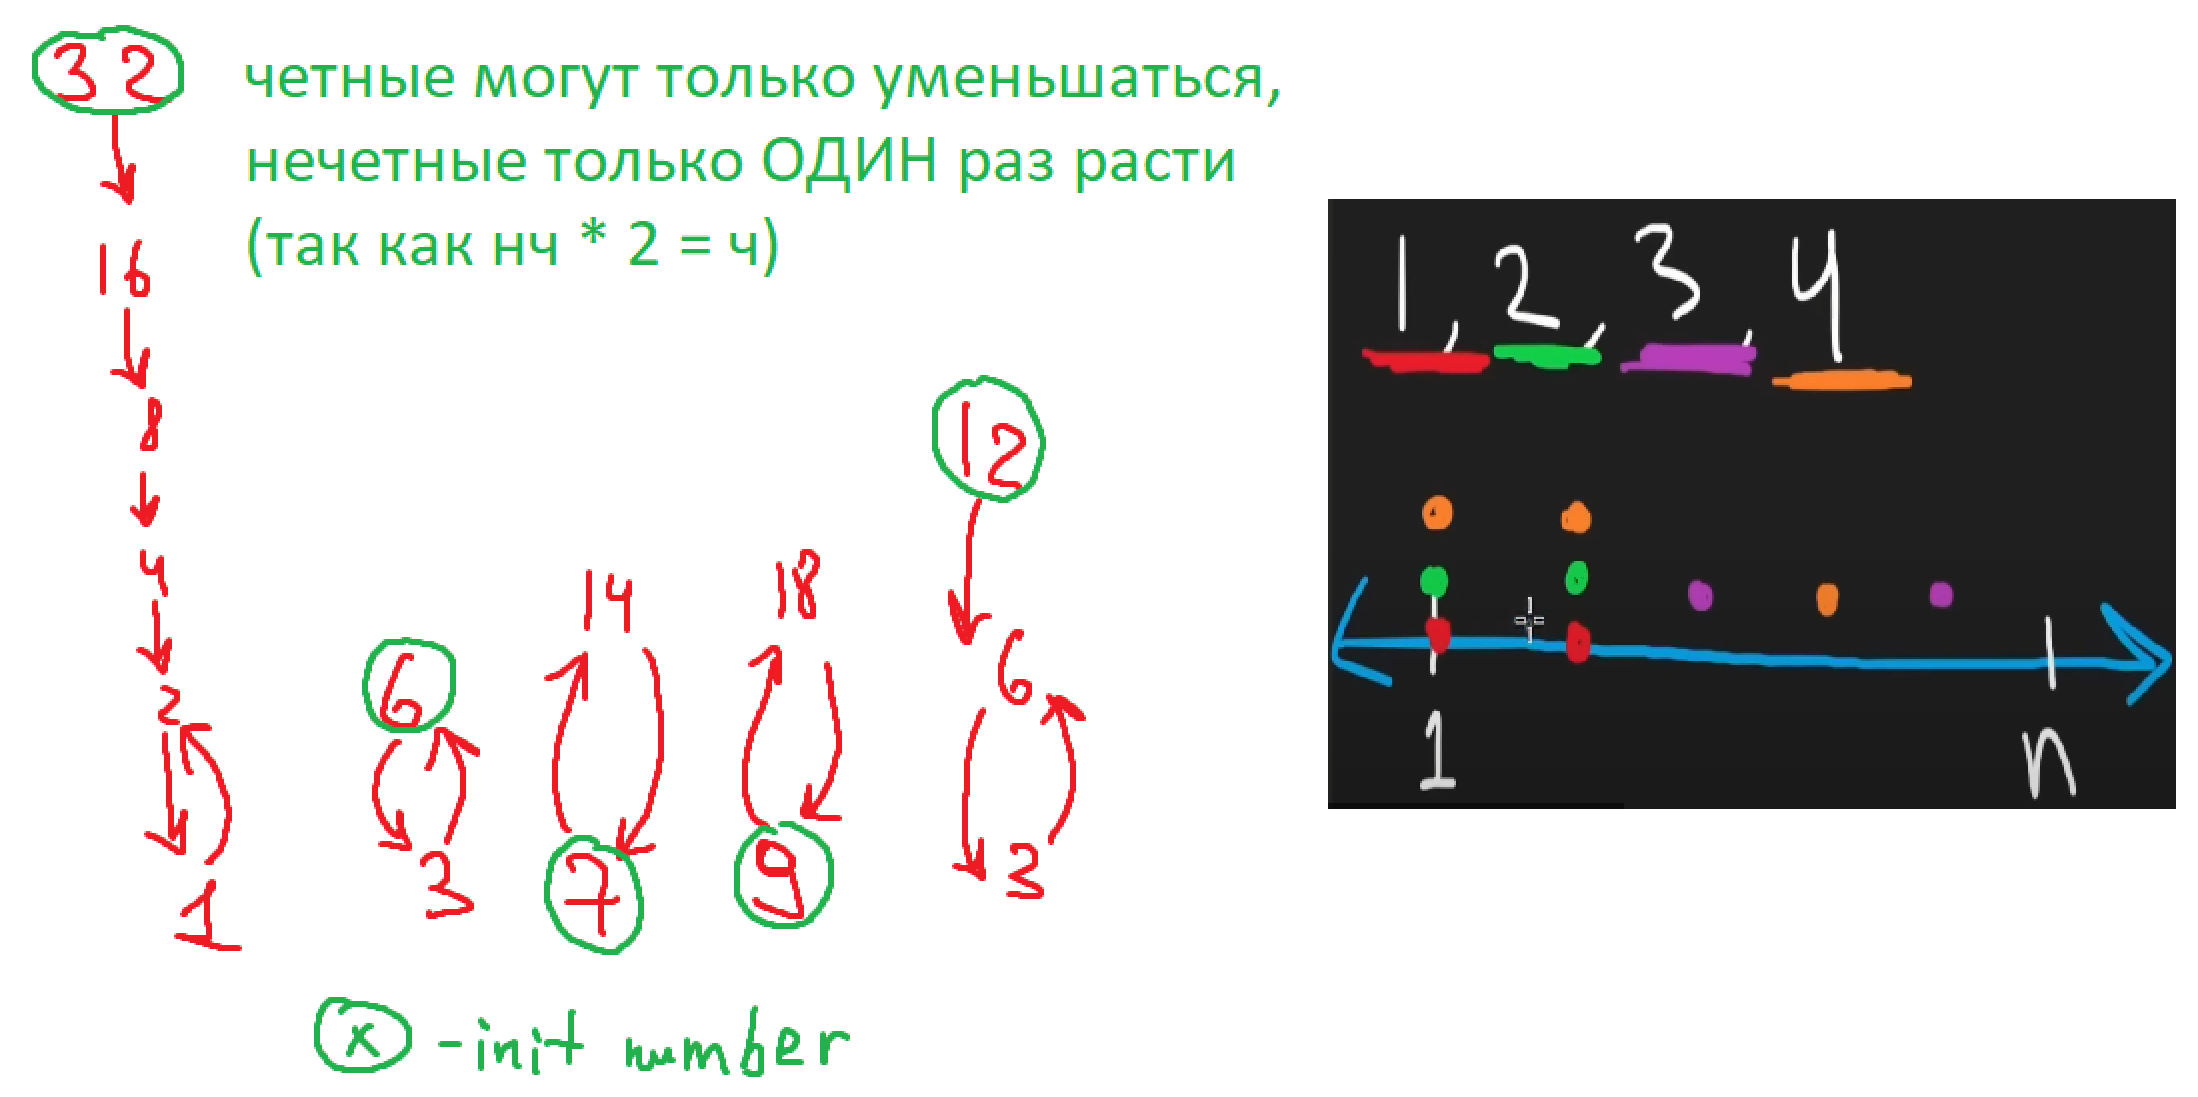 32
четные могут только уменьшаться,
нечетные только ОДИН раз расти
(так как нч * 2 = ч)
16
8
4
2
1
6
3
14
7
18
9
12
6
3
x - init number
1, 2, 3, 4
1 n